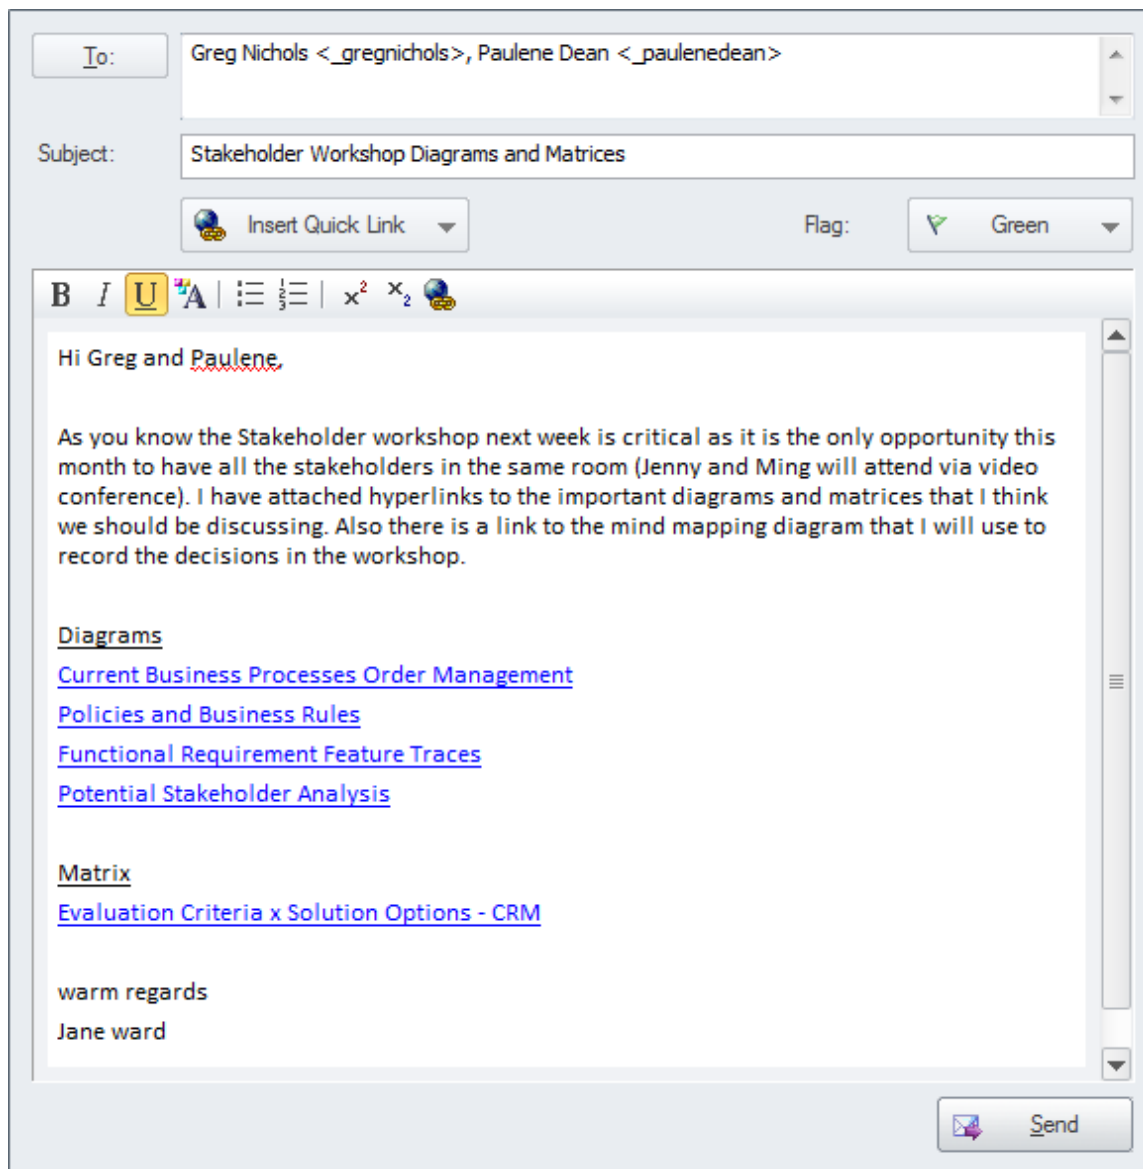 To: Greg Nichols <_gregnichols>, Paulene Dean <_paulenedean>
Subject: Stakeholder Workshop Diagrams and Matrices
Insert Quick Link Flag: Green
B I U A x² x₂
Hi Greg and Paulene,
As you know the Stakeholder workshop next week is critical as it is the only opportunity this
month to have all the stakeholders in the same room (Jenny and Ming will attend via video
conference). I have attached hyperlinks to the important diagrams and matrices that I think
we should be discussing. Also there is a link to the mind mapping diagram that I will use to
record the decisions in the workshop.
Diagrams
Current Business Processes Order Management
Policies and Business Rules
Functional Requirement Feature Traces
Potential Stakeholder Analysis
Matrix
Evaluation Criteria x Solution Options - CRM
warm regards
Jane ward
Send